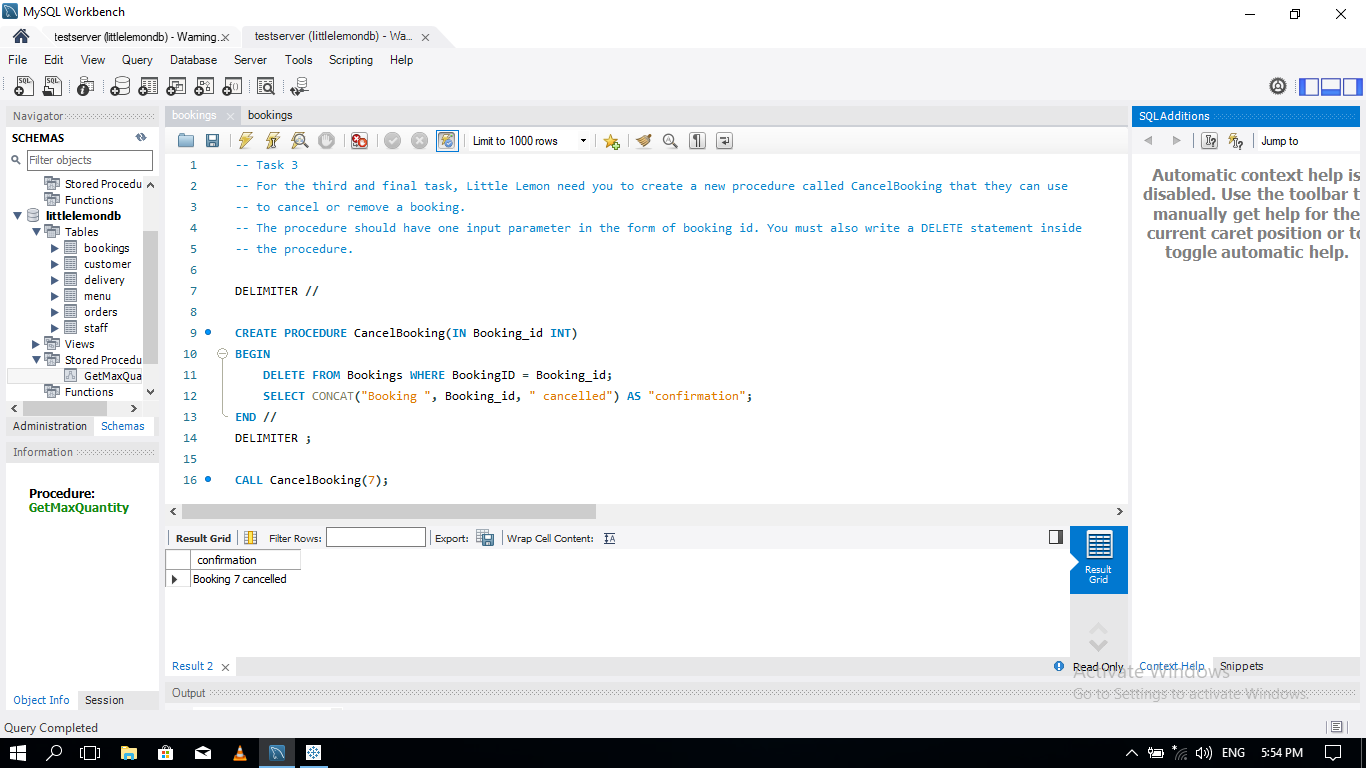 MySQL Workbench
testserver (littlelemondb) - Warning...
testserver (littlelemondb) - Wa...
File Edit View Query Database Server Tools Scripting Help
Navigator
SCHEMAS
Filter objects
Stored Procedu
Functions
littlelemondb
Tables
bookings
customer
delivery
menu
orders
staff
Views
Stored Procedu
GetMaxQua
Functions
Administration Schemas
Information
Procedure:
GetMaxQuantity
Object Info Session
bookings bookings
Limit to 1000 rows
1 -- Task 3
2 -- For the third and final task, Little Lemon need you to create a new procedure called CancelBooking that they can use
3 -- to cancel or remove a booking.
4 -- The procedure should have one input parameter in the form of booking id. You must also write a DELETE statement inside
5 -- the procedure.
6
7 DELIMITER //
8
9 CREATE PROCEDURE CancelBooking(IN Booking_id INT)
10 BEGIN
11 DELETE FROM Bookings WHERE BookingID = Booking_id;
12 SELECT CONCAT("Booking ", Booking_id, " cancelled") AS "confirmation";
13 END //
14 DELIMITER ;
15
16 CALL CancelBooking(7);
Result Grid Filter Rows: Export: Wrap Cell Content:
confirmation
Booking 7 cancelled
Result
Grid
Result 2
Read Only
Output
SQLAdditions
Jump to
Automatic context help is
disabled. Use the toolbar t
manually get help for the
current caret position or to
toggle automatic help.
Context Help Snippets
Activate Windows
Go to Settings to activate Windows.
Query Completed
ENG 5:54 PM